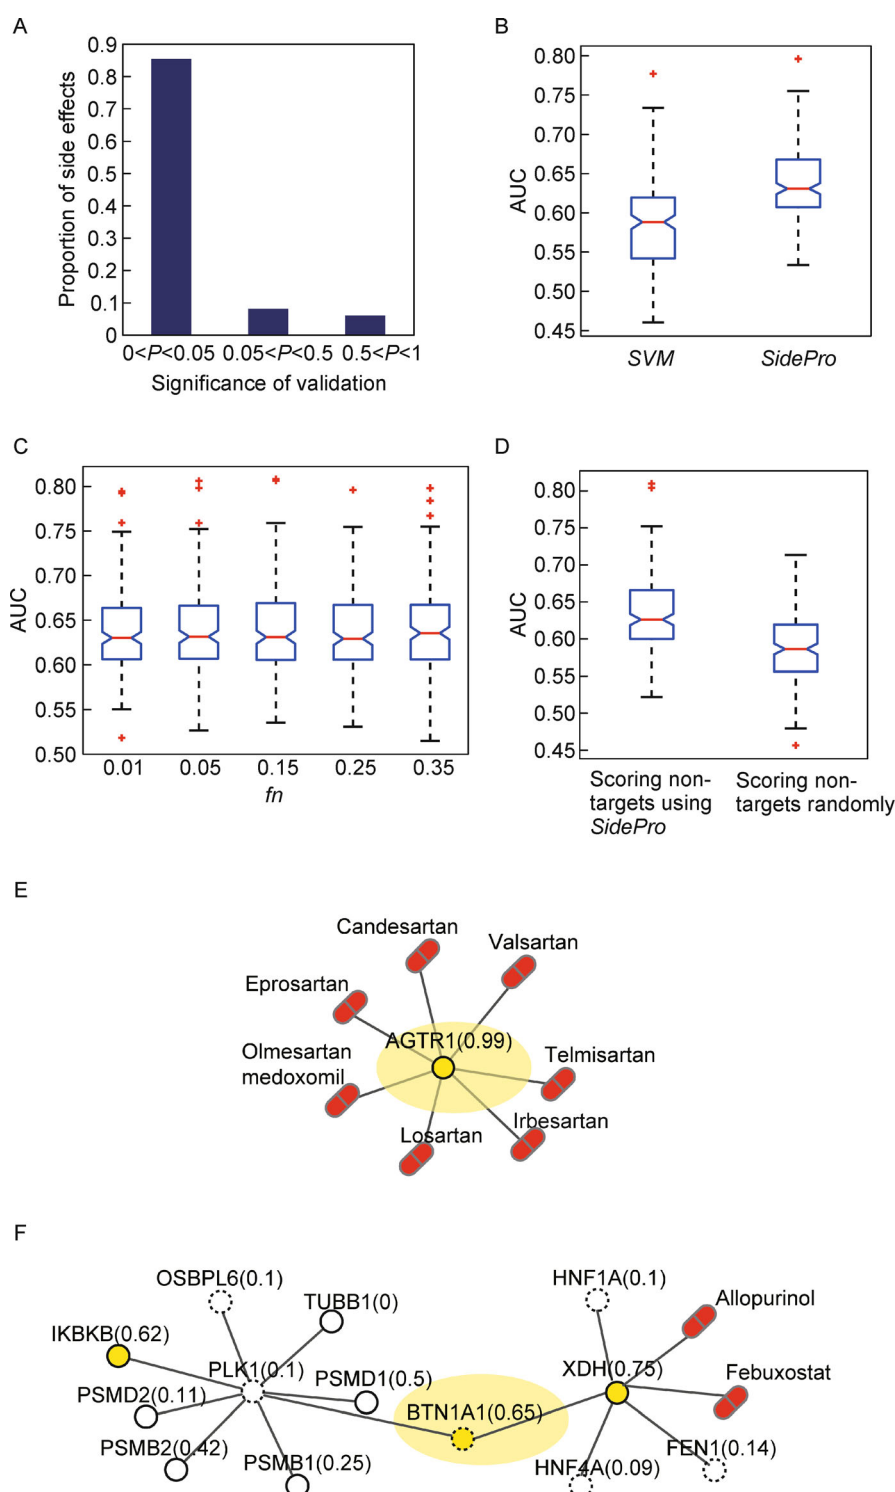 A
0.9
0.8
0.7
0.6
0.5
0.4
0.3
0.2
0.1
0
Proportion of side effects
0<P<0.05 0.05<P<0.5 0.5<P<1
Significance of validation
B
0.80
0.75
0.70
0.65
0.60
0.55
0.50
0.45
AUC
SVM SidePro
C
0.80
0.75
0.70
0.65
0.60
0.55
0.50
AUC
0.01 0.05 0.15 0.25 0.35
fn
D
0.80
0.75
0.70
0.65
0.60
0.55
0.50
0.45
AUC
Scoring non-
targets using
SidePro
Scoring non-
targets randomly
E
Candesartan
Valsartan
Eprosartan
AGTR1(0.99)
Olmesartan
medoxomil
Telmisartan
Irbesartan
Losartan
F
OSBPL6(0.1)
TUBB1(0)
IKBKB(0.62)
PLK1(0.1)
PSMD1(0.5)
PSMD2(0.11)
PSMB2(0.42)
PSMB1(0.25)
BTN1A1(0.65)
HNF1A(0.1)
Allopurinol
XDH(0.75)
Febuxostat
FEN1(0.14)
HNF4A(0.09)